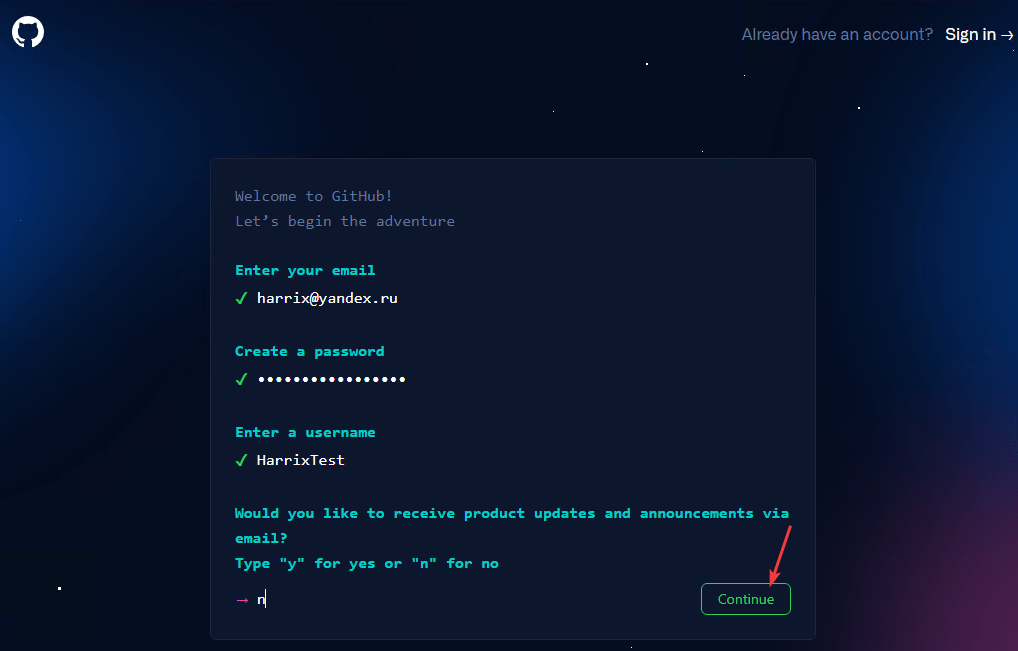 Already have an account? Sign in →
Welcome to GitHub!
Let’s begin the adventure
Enter your email
✓ harrix@yandex.ru
Create a password
✓ •••••••••••••••••
Enter a username
✓ HarrixTest
Would you like to receive product updates and announcements via
email?
Type "y" for yes or "n" for no
→ n
Continue